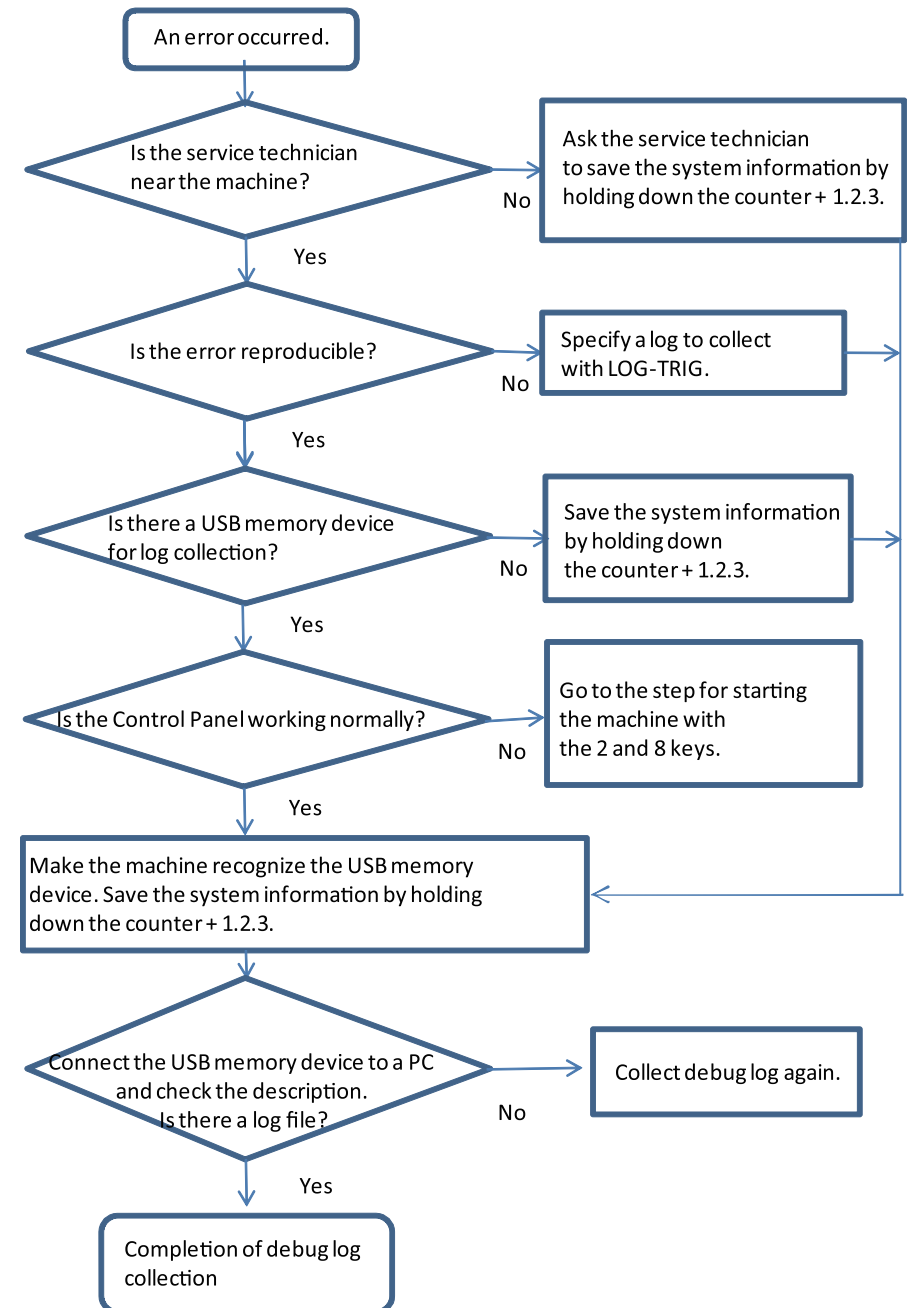 An error occurred.
Is the service technician
near the machine?
No
Ask the service technician
to save the system information by
holding down the counter + 1.2.3.
Yes
Is the error reproducible?
No
Specify a log to collect
with LOG-TRIG.
Yes
Is there a USB memory device
for log collection?
No
Save the system information
by holding down
the counter + 1.2.3.
Yes
Is the Control Panel working normally?
No
Go to the step for starting
the machine with
the 2 and 8 keys.
Yes
Make the machine recognize the USB memory
device. Save the system information by holding
down the counter + 1.2.3.
Connect the USB memory device to a PC
and check the description.
Is there a log file?
No
Collect debug log again.
Yes
Completion of debug log
collection